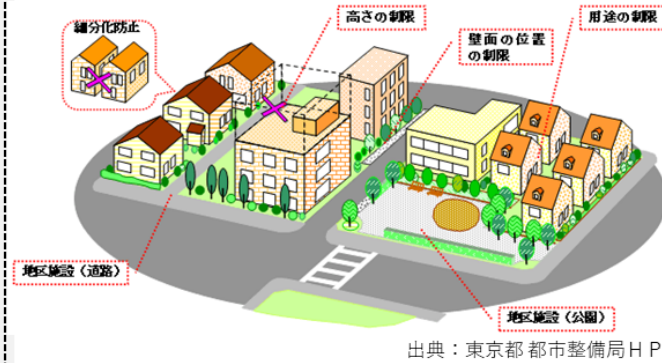 細分化防止
高さの制限
壁面の位置
の制限
用途の制限
地区施設（道路）
地区施設（公園）
出典：東京都 都市整備局ＨＰ